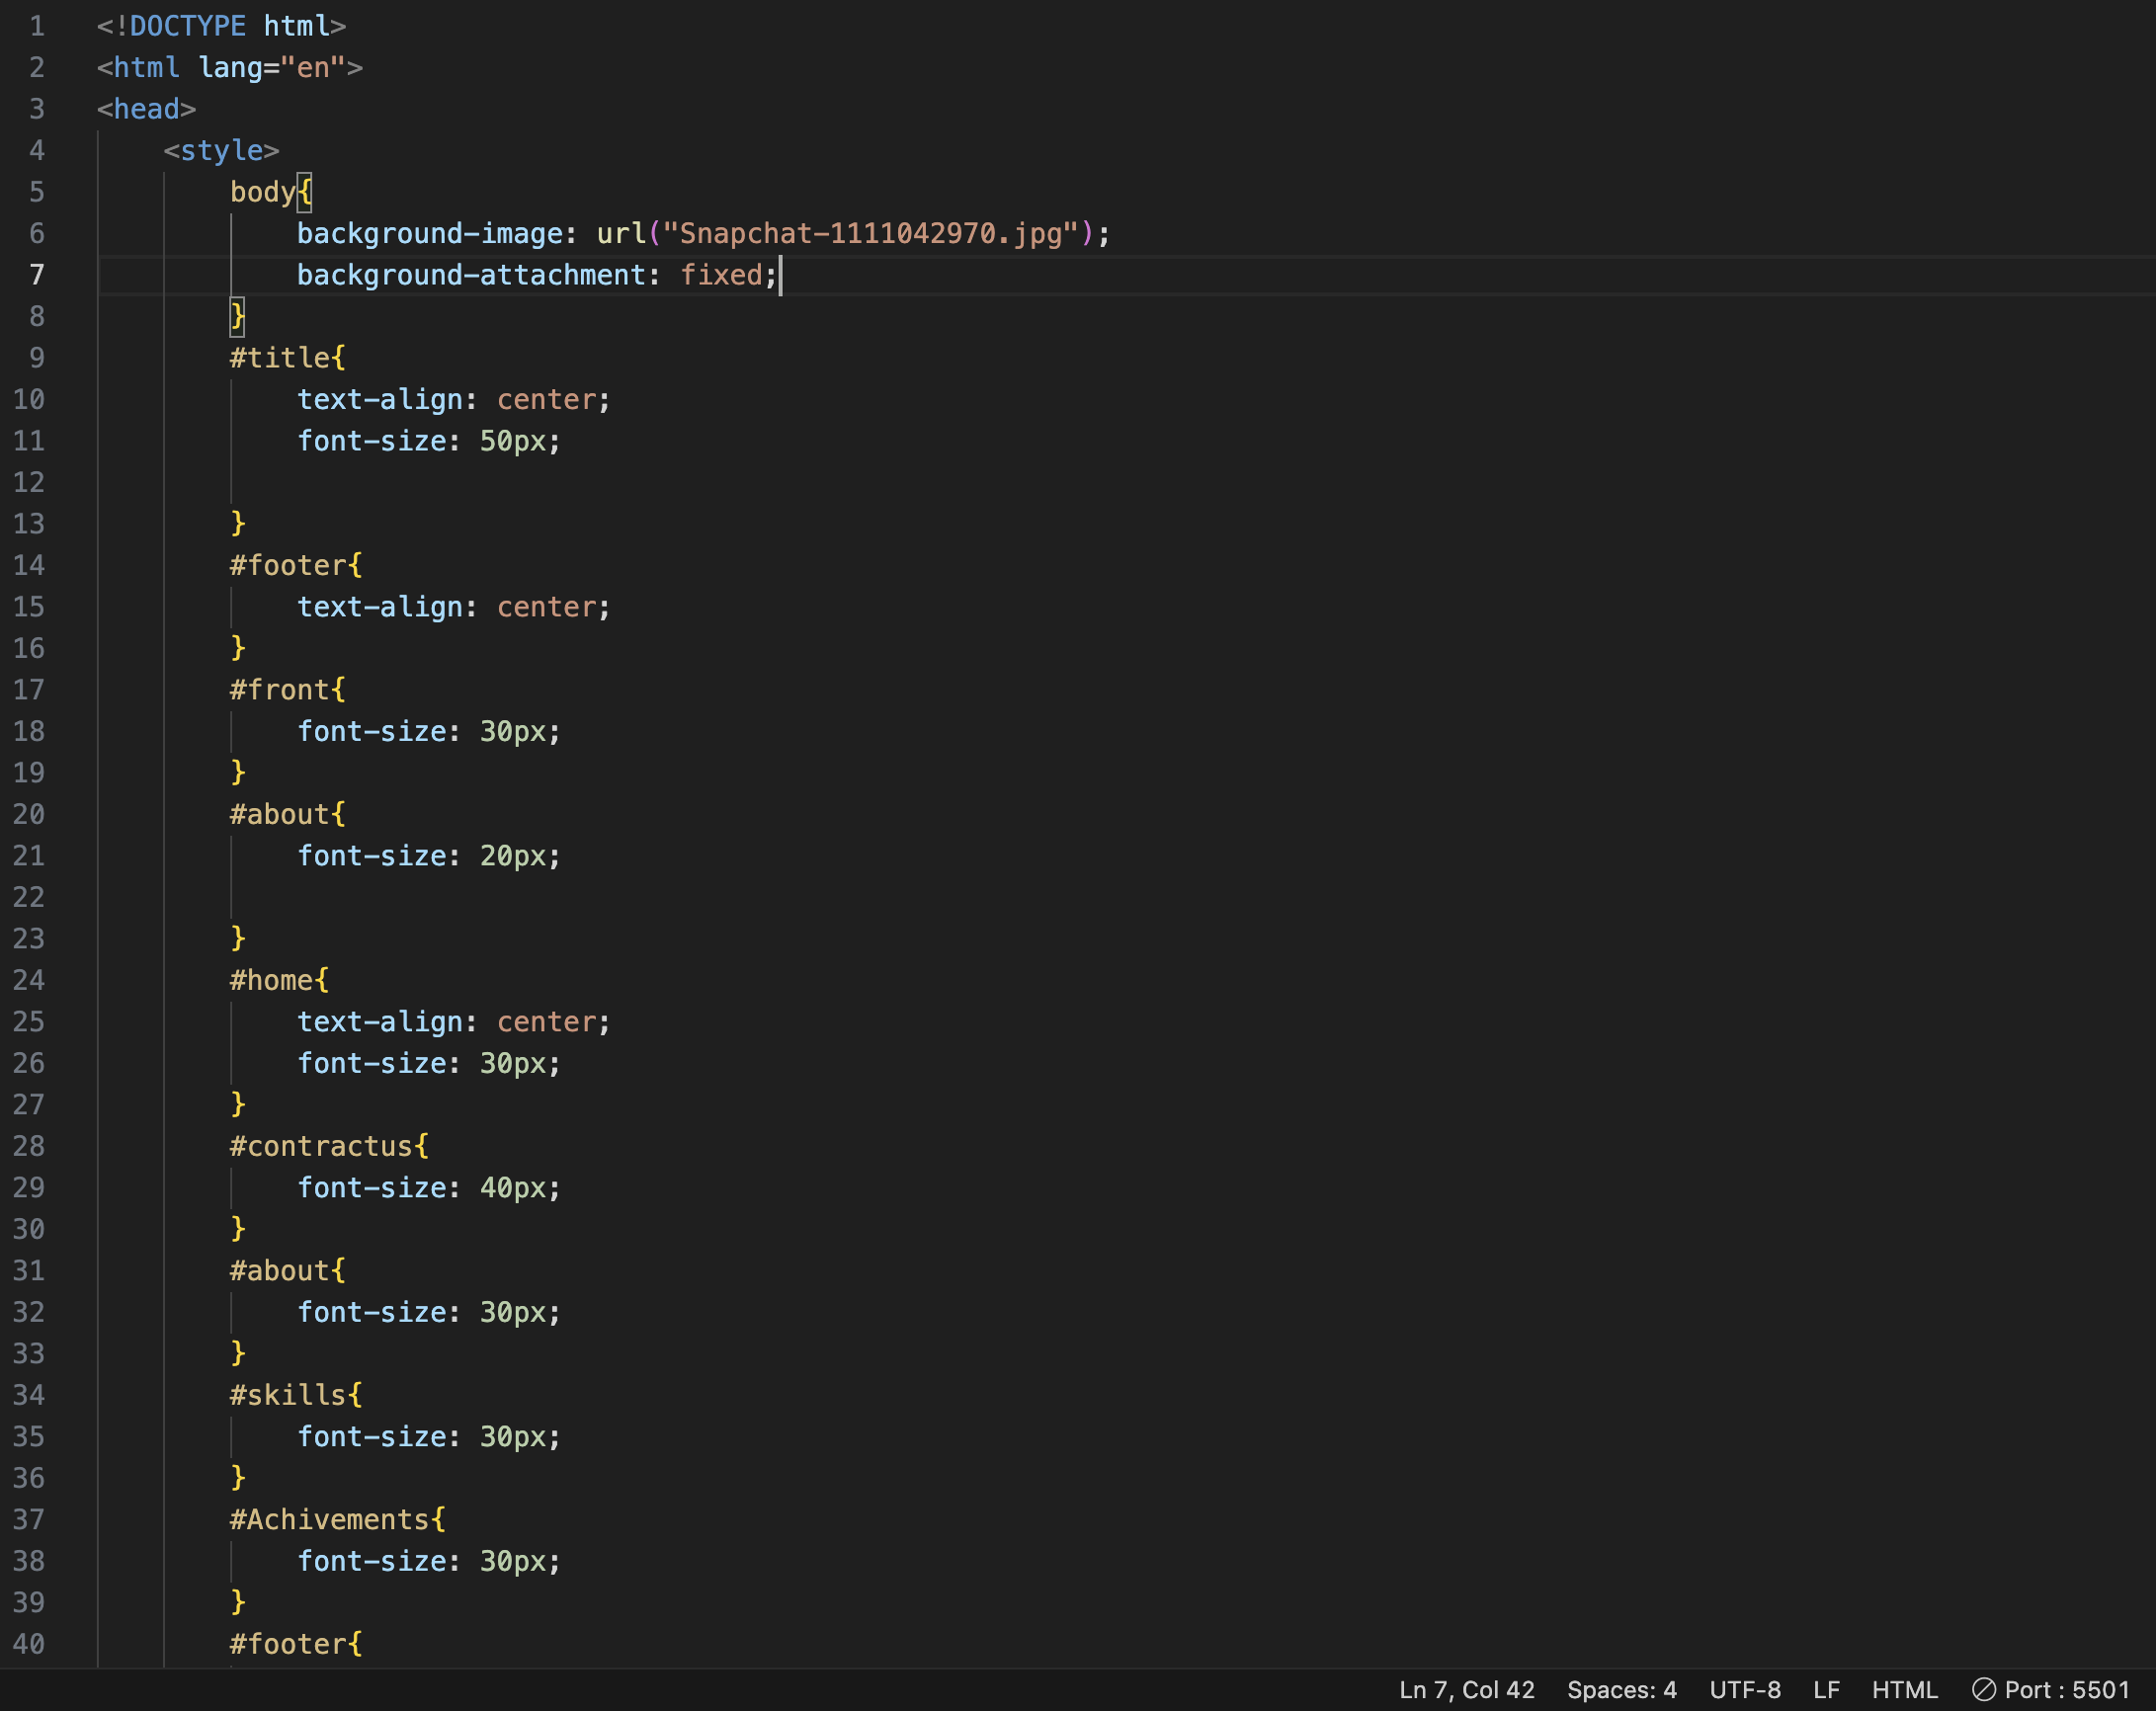 1 <!DOCTYPE html>
2 <html lang="en">
3 <head>
4     <style>
5         body{
6             background-image: url("Snapchat-1111042970.jpg");
7             background-attachment: fixed;
8         }
9         #title{
10             text-align: center;
11             font-size: 50px;
12
13         }
14         #footer{
15             text-align: center;
16         }
17         #front{
18             font-size: 30px;
19         }
20         #about{
21             font-size: 20px;
22
23         }
24         #home{
25             text-align: center;
26             font-size: 30px;
27         }
28         #contractus{
29             font-size: 40px;
30         }
31         #about{
32             font-size: 30px;
33         }
34         #skills{
35             font-size: 30px;
36         }
37         #Achivements{
38             font-size: 30px;
39         }
40         #footer{
Ln 7, Col 42 Spaces: 4 UTF-8 LF HTML Port : 5501